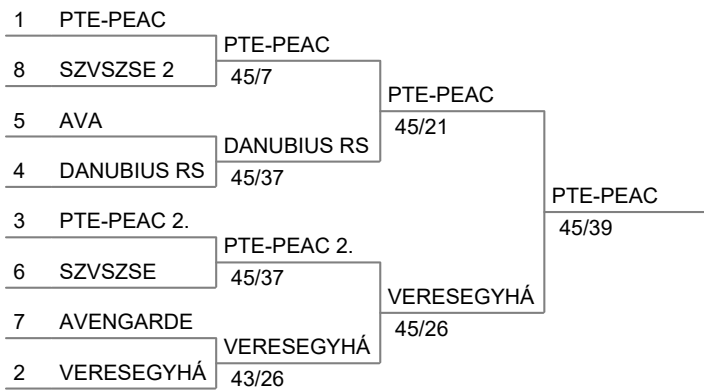 1 PTE-PEAC
PTE-PEAC
8 SZVSZSE 2
45/7
PTE-PEAC
5 AVA
45/21
DANUBIUS RS
4 DANUBIUS RS
45/37
PTE-PEAC
3 PTE-PEAC 2.
45/39
PTE-PEAC 2.
6 SZVSZSE
45/37
VERESEGYHÁ
7 AVENGARDE
45/26
VERESEGYHÁ
2 VERESEGYHÁ
43/26